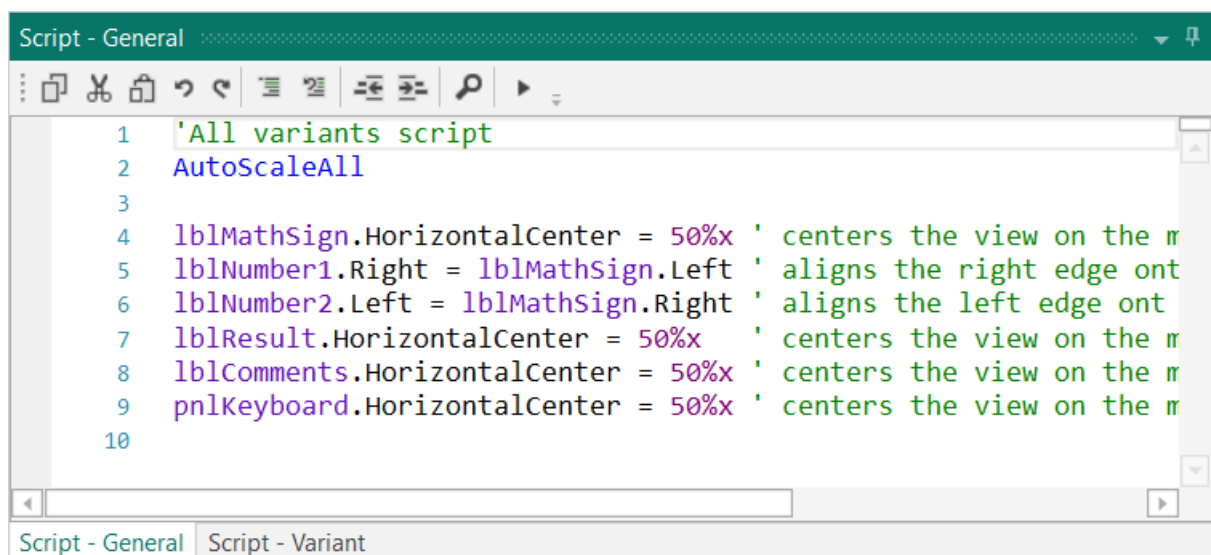 Script - General
1 'All variants script
2 AutoScaleAll
3
4 lblMathSign.HorizontalCenter = 50%x ' centers the view on the
5 lblNumber1.Right = lblMathSign.Left ' aligns the right edge ont
6 lblNumber2.Left = lblMathSign.Right ' aligns the left edge ont
7 lblResult.HorizontalCenter = 50%x ' centers the view on the
8 lblComments.HorizontalCenter = 50%x ' centers the view on the
9 pnlKeyboard.HorizontalCenter = 50%x ' centers the view on the
10
Script - General Script - Variant